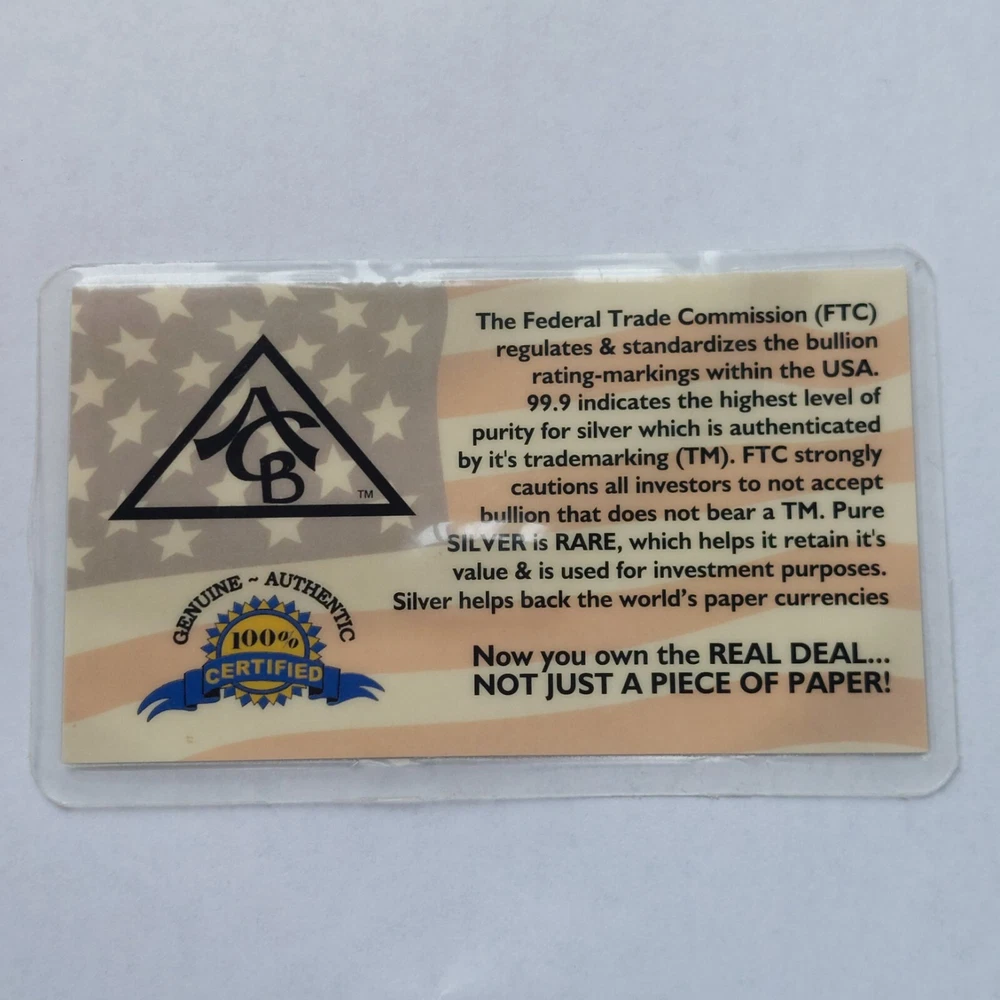 ACB
TM
GENUINE ~ AUTHENTIC
100%
CERTIFIED
The Federal Trade Commission (FTC)
regulates & standardizes the bullion
rating-markings within the USA.
99.9 indicates the highest level of
purity for silver which is authenticated
by it's trademarking (TM). FTC strongly
cautions all investors to not accept
bullion that does not bear a TM. Pure
SILVER is RARE, which helps it retain it's
value & is used for investment purposes.
Silver helps back the world's paper currencies
Now you own the REAL DEAL...
NOT JUST A PIECE OF PAPER!